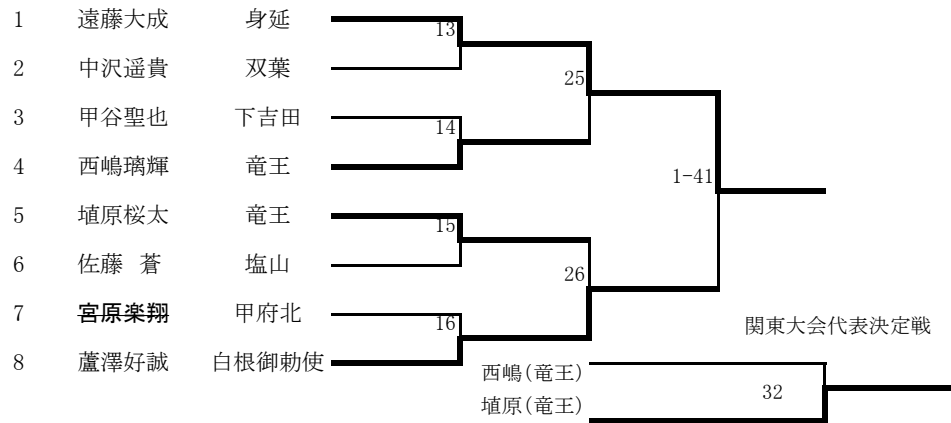 1 遠藤大成 身延
13
2 中沢遥貴 双葉
25
3 甲谷聖也 下吉田
14
4 西嶋璃輝 竜王
1-41
5 埴原桜太 竜王
15
6 佐藤 蒼 塩山
26
7 宮原楽翔 甲府北
16
関東大会代表決定戦
8 蘆澤好誠 白根御勅使
西嶋(竜王)
32
埴原(竜王)